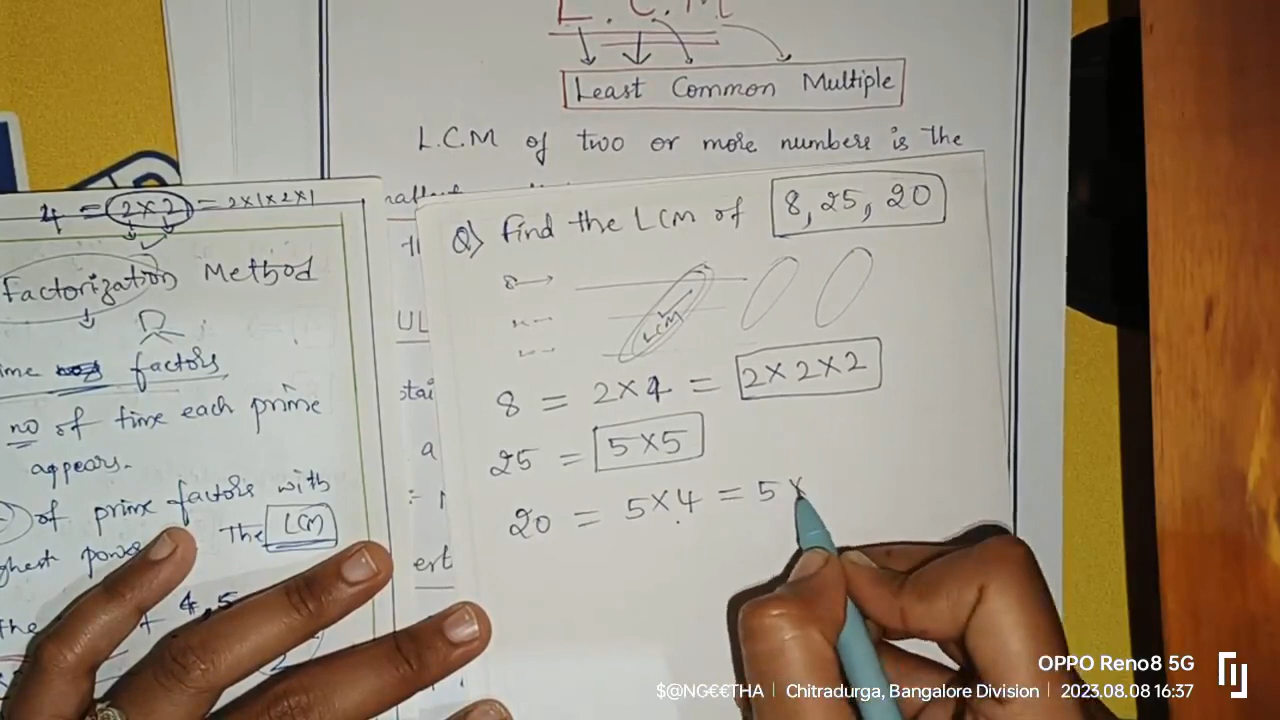 L.C.M
Least Common Multiple
L.C.M of two or more numbers is the
4 = 2×2 = 2×1×2×1
Factorization Method
factors
no of time each prime
appears.
of prime factors with
The LCM
4,5
Q) Find the LCM of 8, 25, 20
8→
LCM
8 = 2×4 = 2×2×2
25 = 5×5
20 = 5×4 = 5×
OPPO Reno8 5G
$@NG€€THA | Chitradurga, Bangalore Division | 2023.08.08 16:37